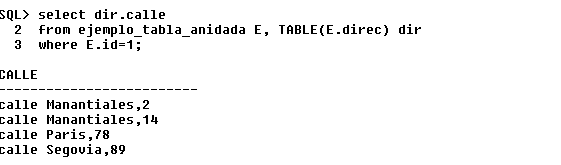 SQL> select dir.calle
2 from ejemplo_tabla_anidada E, TABLE(E.direc) dir
3 where E.id=1;
CALLE
-------------------------
calle Manantiales,2
calle Manantiales,14
calle Paris,78
calle Segovia,89